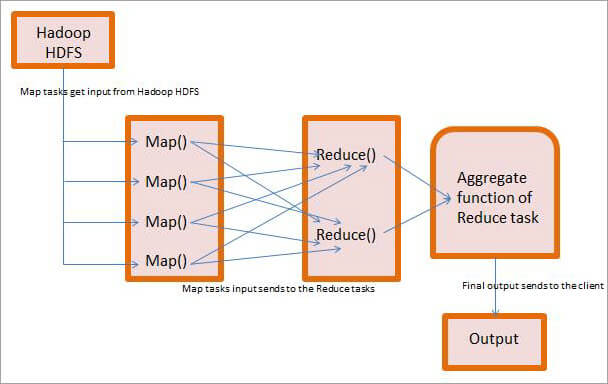 Hadoop
HDFS
Map tasks get input from Hadoop HDFS
Map()
Map()
Map()
Map()
Reduce()
Reduce()
Map tasks input sends to the Reduce tasks
Aggregate
function of
Reduce task
Final output sends to the client
Output